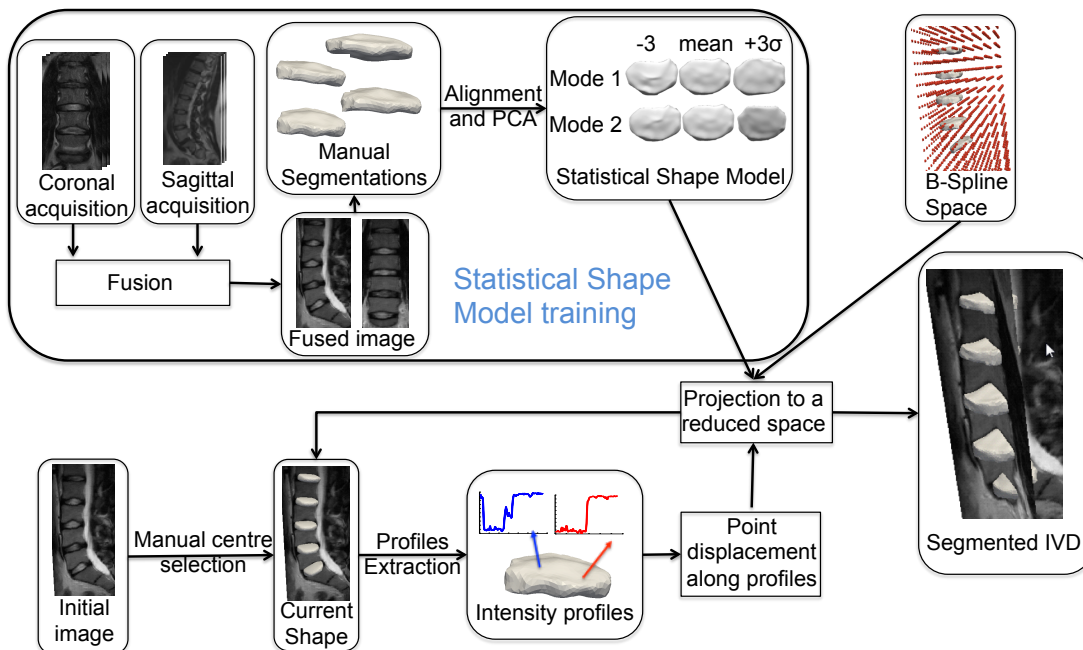 Coronal
acquisition
Sagittal
acquisition
Manual
Segmentations
Alignment
and PCA
-3 mean +3σ
Mode 1
Mode 2
Statistical Shape Model
B-Spline
Space
Fusion
Fused image
Statistical Shape
Model training
Projection to a
reduced space
Segmented IVD
Initial
image
Manual centre
selection
Current
Shape
Profiles
Extraction
Intensity profiles
Point
displacement
along profiles